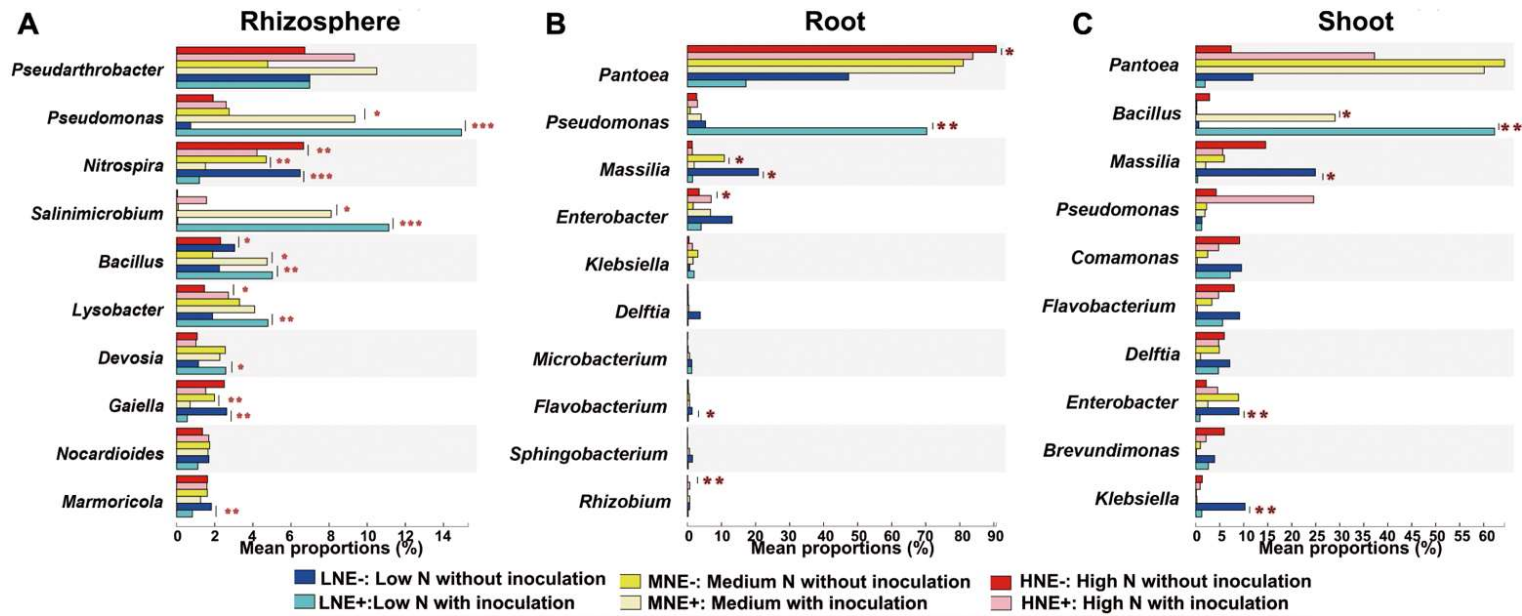 A
Rhizosphere
Pseudarthrobacter
Pseudomonas
*
***
Nitrospira
**
**
***
Salinimicrobium
*
***
Bacillus
*
*
**
Lysobacter
*
**
Devosia
*
Gaiella
**
**
Nocardioides
Marmoricola
**
0 2 4 6 8 10 12 14
Mean proportions (%)
B
Root
Pantoea
*
Pseudomonas
**
Massilia
*
*
Enterobacter
*
Klebsiella
Delftia
Microbacterium
Flavobacterium
*
Sphingobacterium
Rhizobium
**
0 10 20 30 40 50 60 70 80 90
Mean proportions (%)
C
Shoot
Pantoea
Bacillus
*
**
Massilia
*
Pseudomonas
Comamonas
Flavobacterium
Delftia
Enterobacter
**
Brevundimonas
Klebsiella
**
0 5 10 15 20 25 30 35 40 45 50 55 60
Mean proportions (%)
LNE-: Low N without inoculation
MNE-: Medium N without inoculation
HNE-: High N without inoculation
LNE+:Low N with inoculation
MNE+: Medium with inoculation
HNE+: High N with inoculation